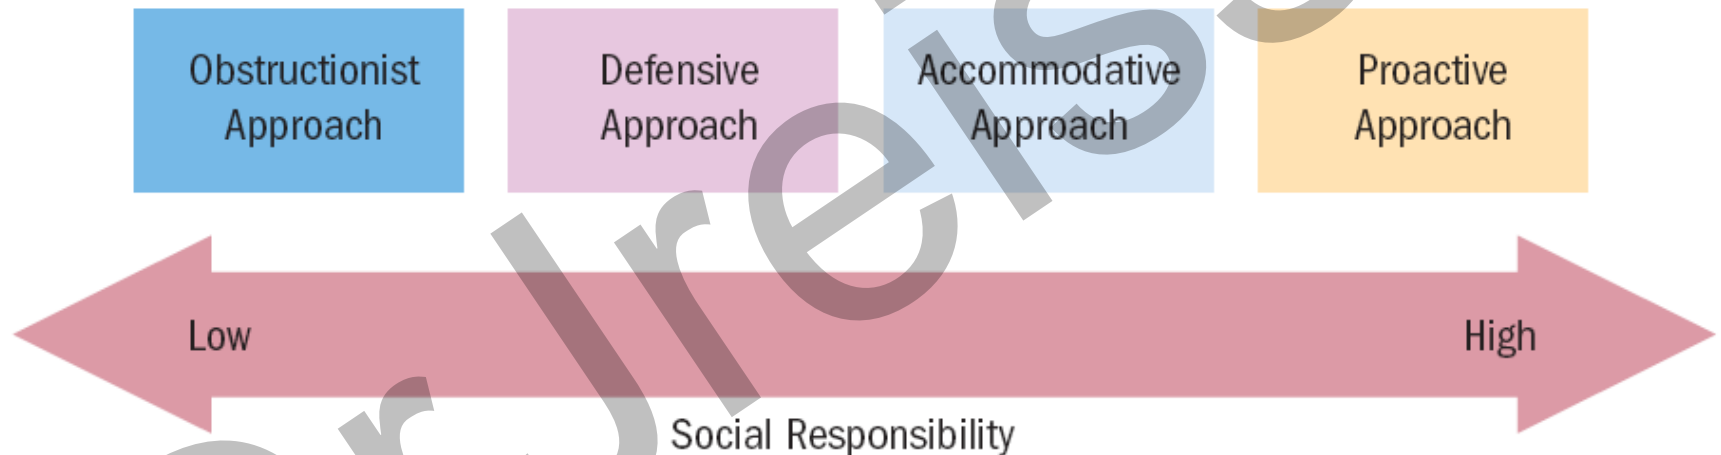 Obstructionist
Approach
Defensive
Approach
Accommodative
Approach
Proactive
Approach
Low
High
Social Responsibility